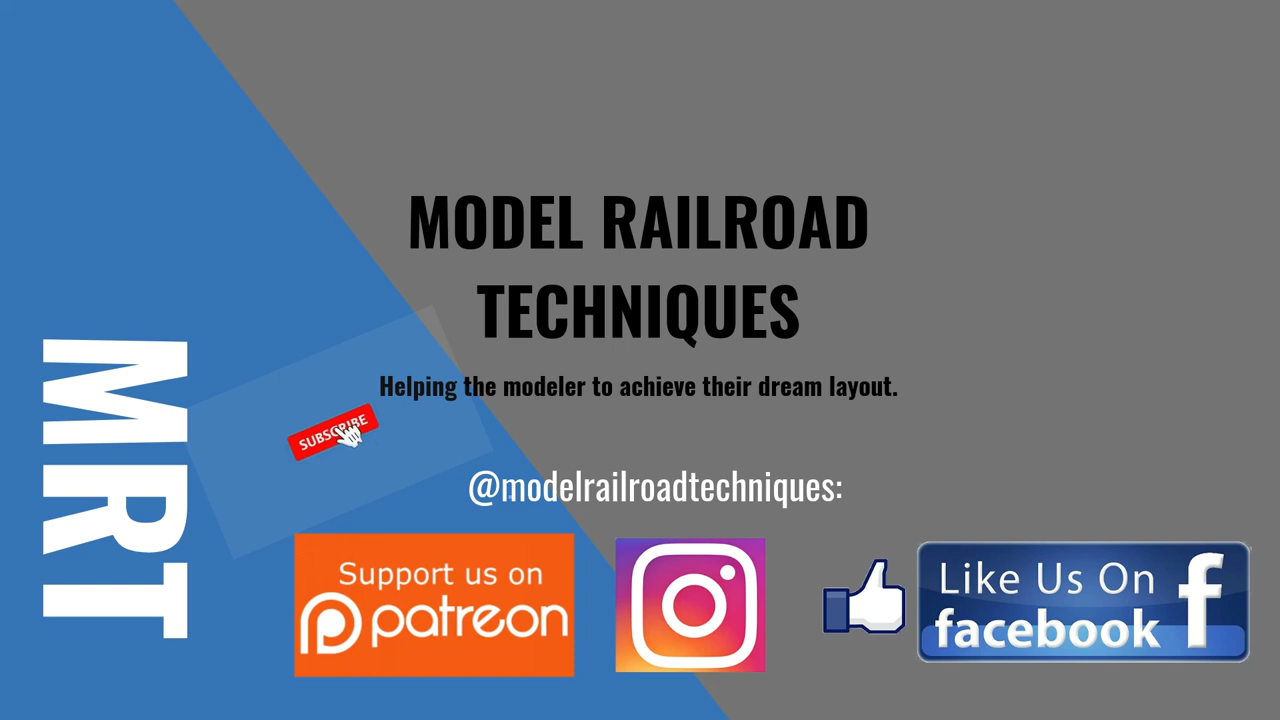 MODEL RAILROAD
TECHNIQUES
Helping the modeler to achieve their dream layout.
MRT
SUBSCRIBE
@modelrailroadtechniques:
Support us on
patreon
Like Us On
facebook
f